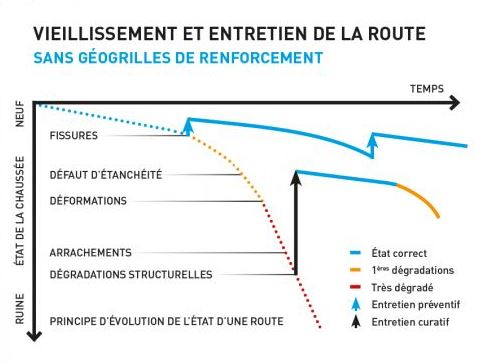 VIEILLISSEMENT ET ENTRETIEN DE LA ROUTE
SANS GÉOGRILLES DE RENFORCEMENT
TEMPS
NEUF
ÉTAT DE LA CHAUSSÉE
RUINE
FISSURES
DÉFAUT D'ÉTANCHÉITÉ
DÉFORMATIONS
ARRACHEMENTS
DÉGRADATIONS STRUCTURELLES
PRINCIPE D'ÉVOLUTION DE L'ÉTAT D'UNE ROUTE
État correct
1ères dégradations
Très dégradé
Entretien préventif
Entretien curatif